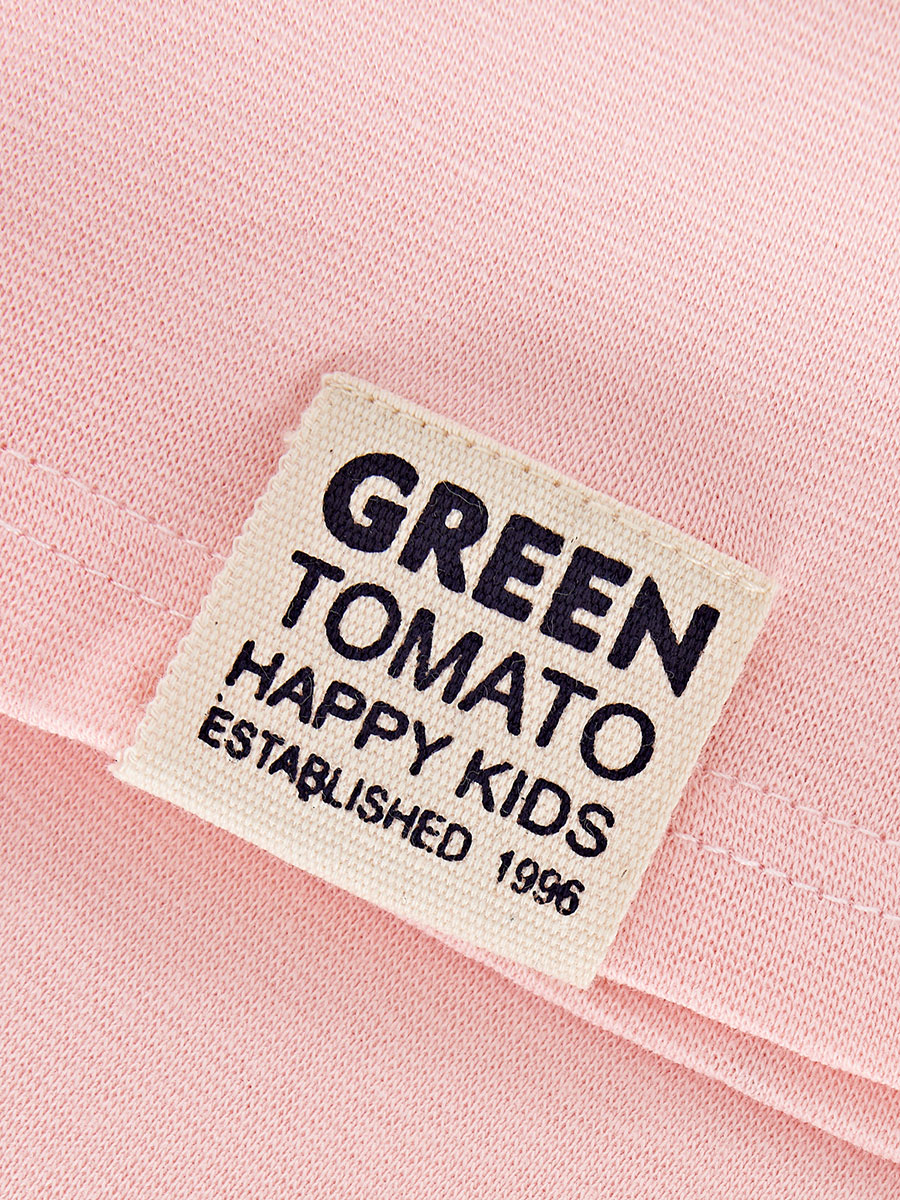 GREEN
TOMATO
HAPPY KIDS
ESTABLISHED 1996